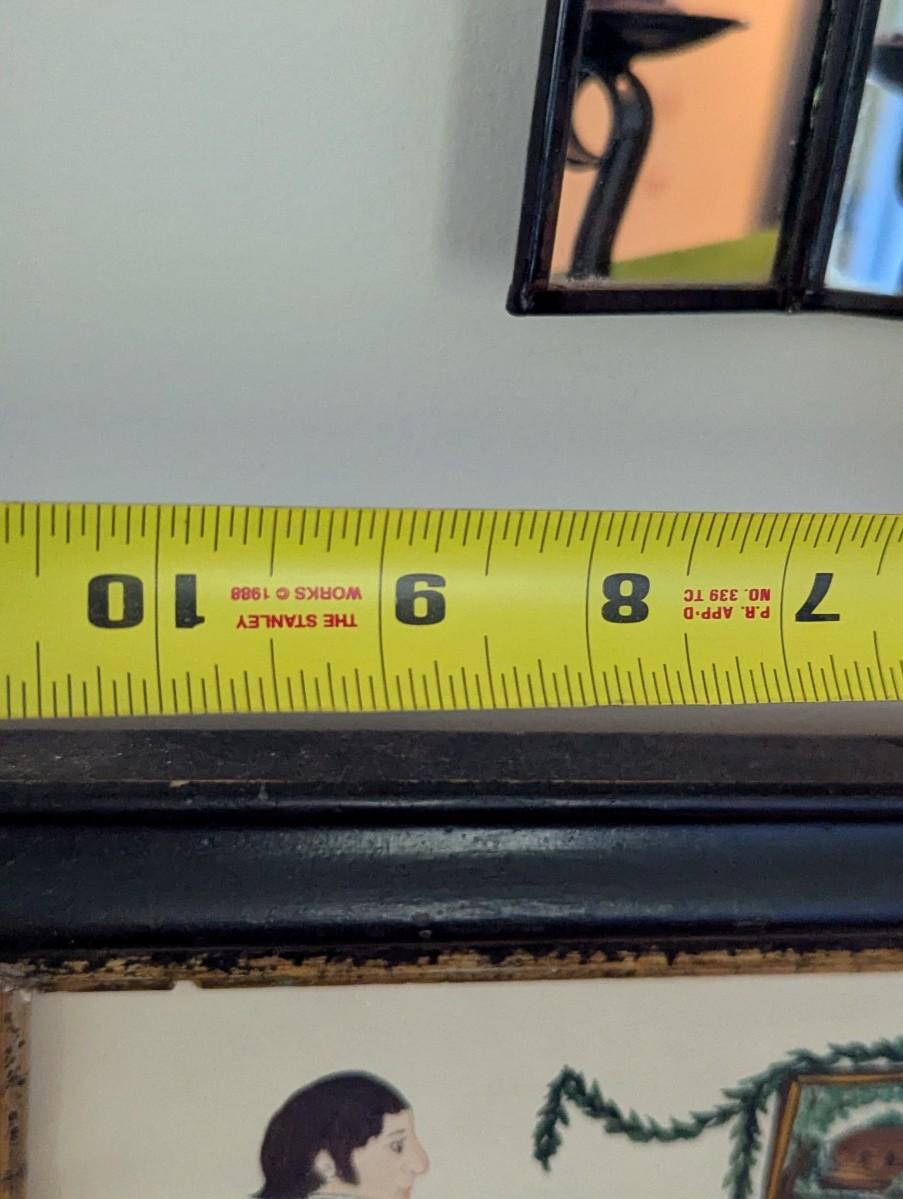 7
P.R. APP·D
NO. 339 TC
8
9
THE STANLEY
WORKS © 1988
10